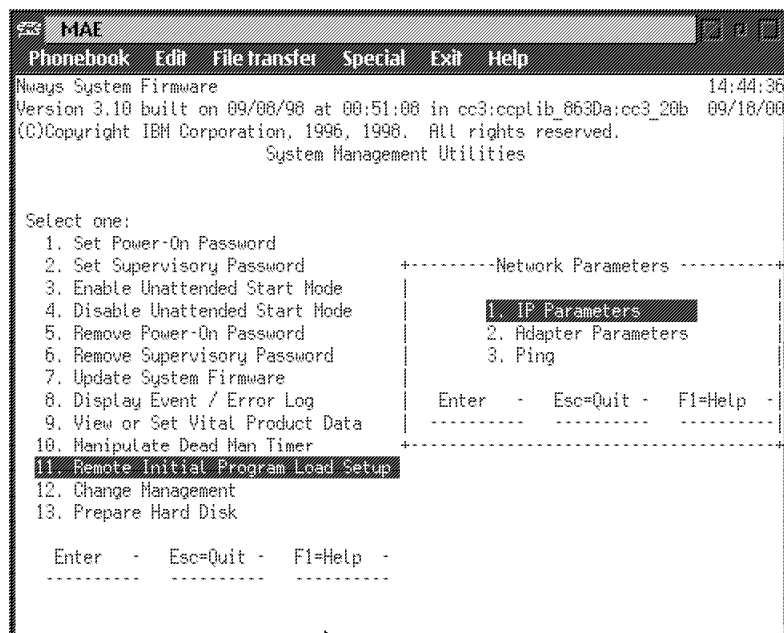 MAE
Phonebook Edit File transfer Special Exit Help
Nways System Firmware 14:44:36
Version 3.10 built on 09/08/98 at 00:51:08 in cc3:ccplib_863Da:cc3_20b 09/18/00
(C)Copyright IBM Corporation, 1996, 1998. All rights reserved.
System Management Utilities
Select one:
1. Set Power-On Password
2. Set Supervisory Password
3. Enable Unattended Start Mode
4. Disable Unattended Start Mode
5. Remove Power-On Password
6. Remove Supervisory Password
7. Update System Firmware
8. Display Event / Error Log
9. View or Set Vital Product Data
10. Manipulate Dead Man Timer
11. Remote Initial Program Load Setup
12. Change Management
13. Prepare Hard Disk
Enter - Esc=Quit - F1=Help -
Network Parameters
1. IP Parameters
2. Adapter Parameters
3. Ping
Enter - Esc=Quit - F1=Help -